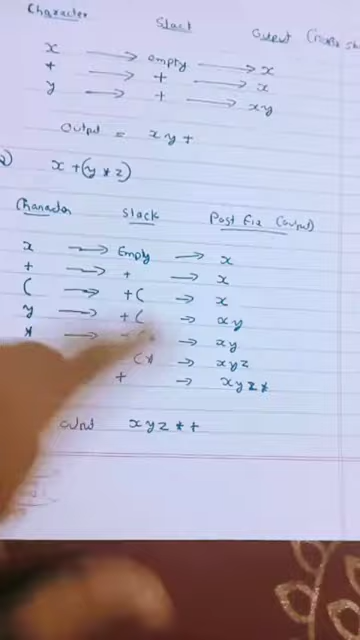 Character Stack Output
x → empty → x
+ → + → x
y → + → xy
Output = xy+
x+(y*z)
Character Stack Post fix (output)
x → Empty → x
+ → + → x
( → +( → x
y → +( → xy
* → → xy
(* → xyz
+ → xyz*
xyz*+